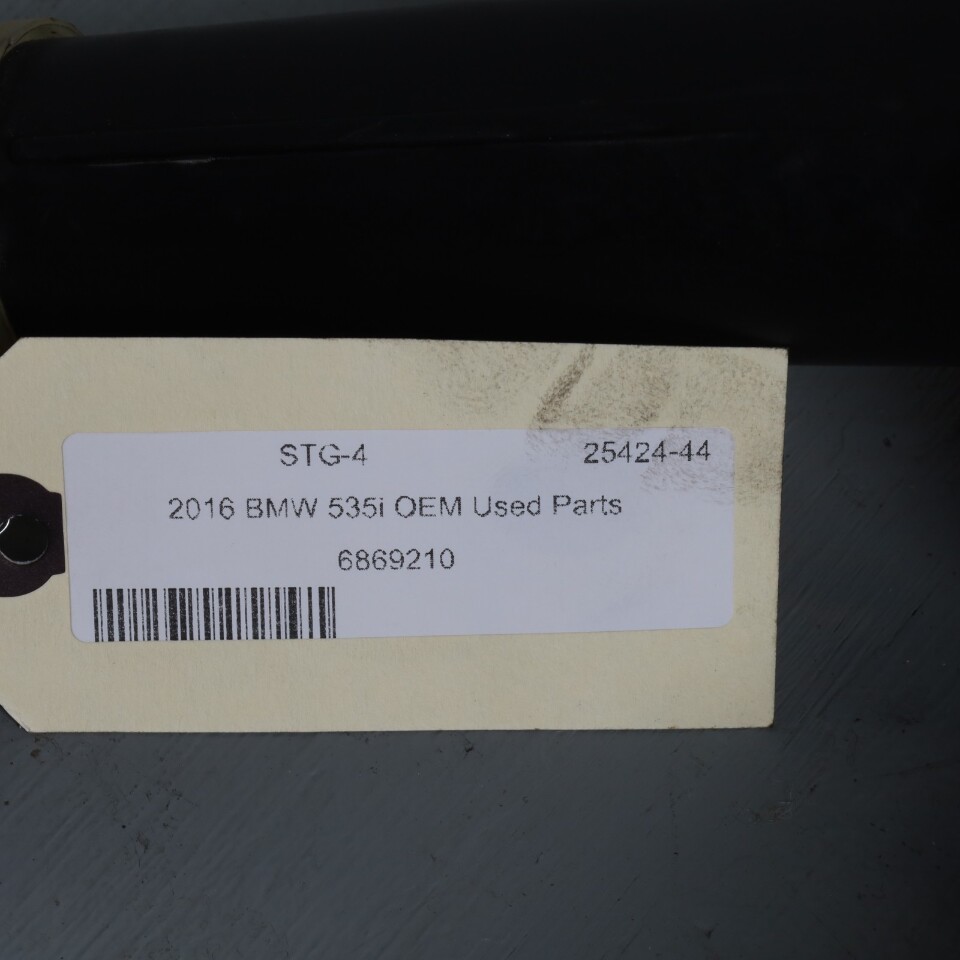 STG-4 25424-44
2016 BMW 535i OEM Used Parts
6869210